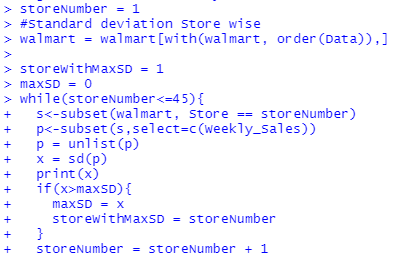 > storeNumber = 1
> #Standard deviation Store wise
> walmart = walmart[with(walmart, order(Data)),]
>
> storeWithMaxSD = 1
> maxSD = 0
> while(storeNumber<=45){
+   s<-subset(walmart, Store == storeNumber)
+   p<-subset(s,select=c(Weekly_Sales))
+   p = unlist(p)
+   x = sd(p)
+   print(x)
+   if(x>maxSD){
+     maxSD = x
+     storeWithMaxSD = storeNumber
+   }
+   storeNumber = storeNumber + 1